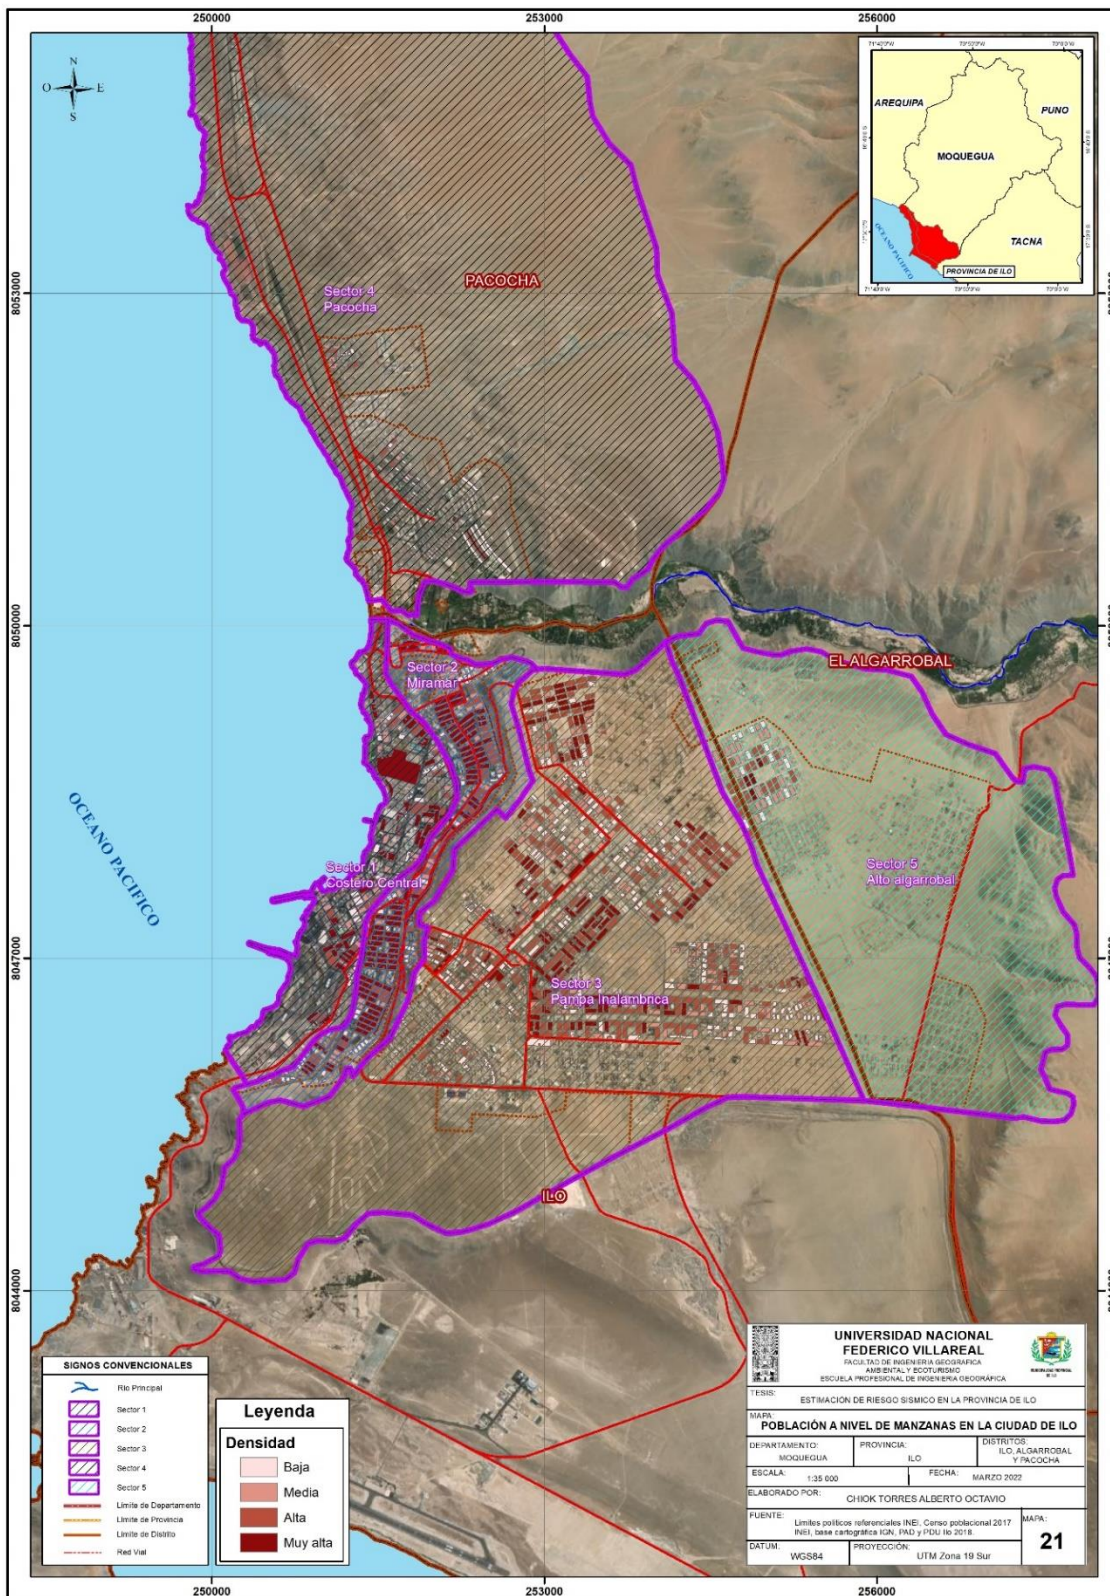 250000
253000
256000
N
O
E
S
AREQUIPA
PUNO
MOQUEGUA
TACNA
OCEANO PACIFICO
PROVINCIA DE ILO
8053000
Sector 4
Pacocha
PACOCHA
8050000
EL ALGARROBAL
Sector 2
Miramar
OCEANO PACIFICO
Sector 1
Costero Central
Sector 5
Alto algarrobal
8047000
Sector 3
Pampa Inalambrica
ILO
8044000
SIGNOS CONVENCIONALES
Rio Principal
Sector 1
Sector 2
Sector 3
Sector 4
Sector 5
Limite de Departamento
Limite de Provincia
Limite de Distrito
Red Vial
Leyenda
Densidad
Baja
Media
Alta
Muy alta
UNIVERSIDAD NACIONAL
FEDERICO VILLAREAL
FACULTAD DE INGENIERIA GEOGRAFICA
AMBIENTAL Y ECOTURISMO
ESCUELA PROFESIONAL DE INGENIERIA GEOGRÁFICA
TESIS:
ESTIMACIÓN DE RIESGO SISMICO EN LA PROVINCIA DE ILO
MAPA:
POBLACIÓN A NIVEL DE MANZANAS EN LA CIUDAD DE ILO
DEPARTAMENTO:
MOQUEGUA
PROVINCIA:
ILO
DISTRITOS:
ILO, ALGARROBAL
Y PACOCHA
ESCALA:
1:35 000
FECHA:
MARZO 2022
ELABORADO POR:
CHIOK TORRES ALBERTO OCTAVIO
FUENTE:
Limites politicos referenciales INEI, Censo poblacional 2017
INEI, base cartográfica IGN, PAD y PDU Ilo 2018.
MAPA:
21
DATUM:
WGS84
PROYECCIÓN:
UTM Zona 19 Sur
250000
253000
256000